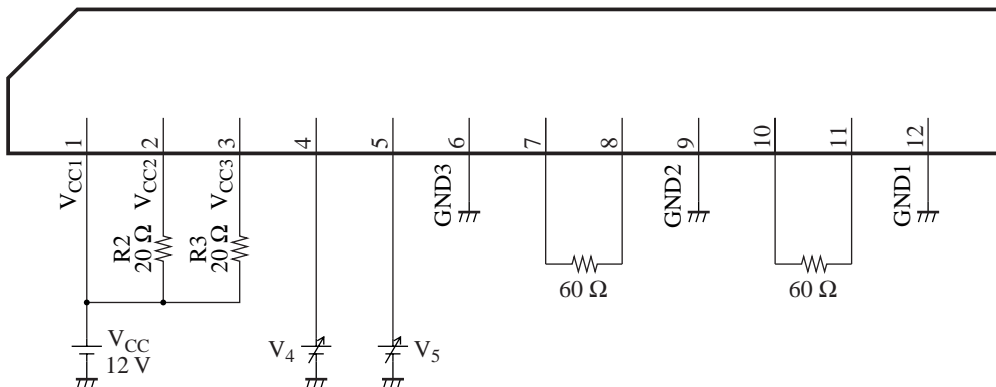 1
2
3
4
5
6
7
8
9
10
11
12
VCC1
VCC2
VCC3
GND3
GND2
GND1
R2
20 Ω
R3
20 Ω
60 Ω
60 Ω
VCC
12 V
V4
V5